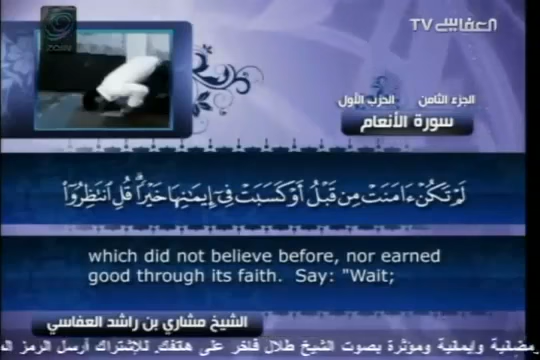 العفاسي TV
الجزء الثامن الحزب الأول
سورة الأنعام
لَمْ تَكُنْ ءَامَنَتْ مِن قَبْلُ أَوْ كَسَبَتْ فِىٓ إِيمَـٰنِهَا خَيْرًا ۗ قُلِ ٱنتَظِرُوٓا۟
which did not believe before, nor earned
good through its faith. Say: "Wait;
الشيخ مشاري بن راشد العفاسي
رمضانية وإيمانية ومؤثرة بصوت الشيخ طلال فاخر على هاتفك. للإشتراك أرسل الرمز